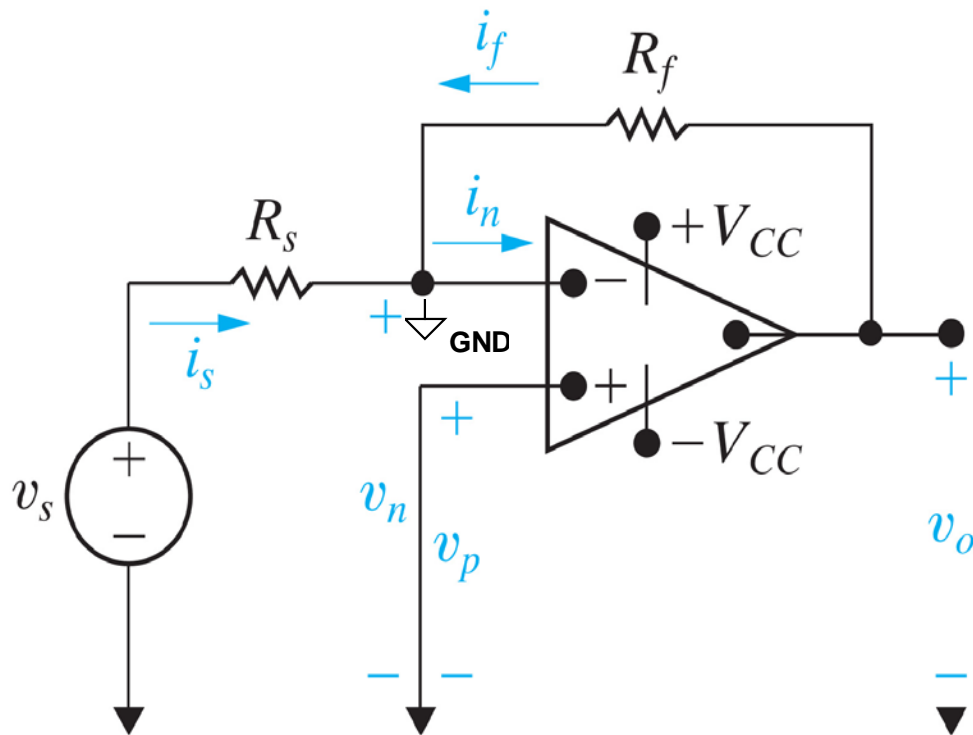 i_f
R_f
R_s
i_n
+V_CC
−
+
GND
i_s
+
+
−V_CC
+
+
v_s
−
v_n
v_p
v_o
−
−
−